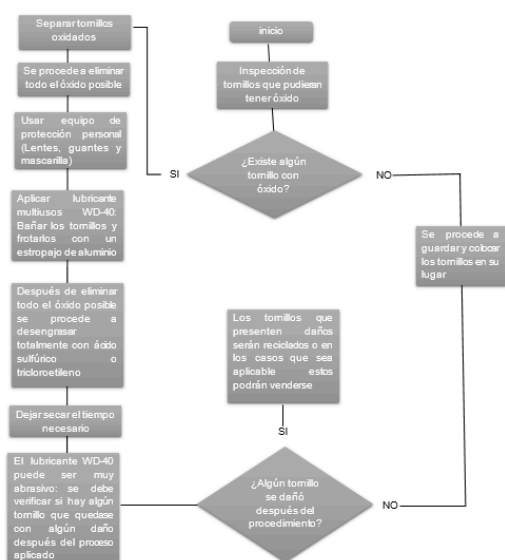 inicio
Inspección de
tornillos que pudieran
tener óxido
¿Existe algún
tornillo con
óxido?
SI
NO
Separar tornillos
oxidados
Se procede a eliminar
todo el óxido posible
Usar equipo de
protección personal
(Lentes, guantes y
mascarilla)
Aplicar lubricante
multiusos WD-40:
Bañar los tornillos y
frotarlos con un
estropajo de aluminio
Después de eliminar
todo el óxido posible
se procede a
desengrasar
totalmente con ácido
sulfúrico o
tricloroetileno
Dejar secar el tiempo
necesario
El lubricante WD-40
puede ser muy
abrasivo: se debe
verificar si hay algún
tornillo que quedase
con algún daño
después del proceso
aplicado
¿Algún tornillo
se dañó
después del
procedimiento?
SI
Los tornillos que
presenten daños
serán reciclados o en
los casos que sea
aplicable estos
podrán venderse
NO
Se procede a
guardar y colocar
los tornillos en su
lugar